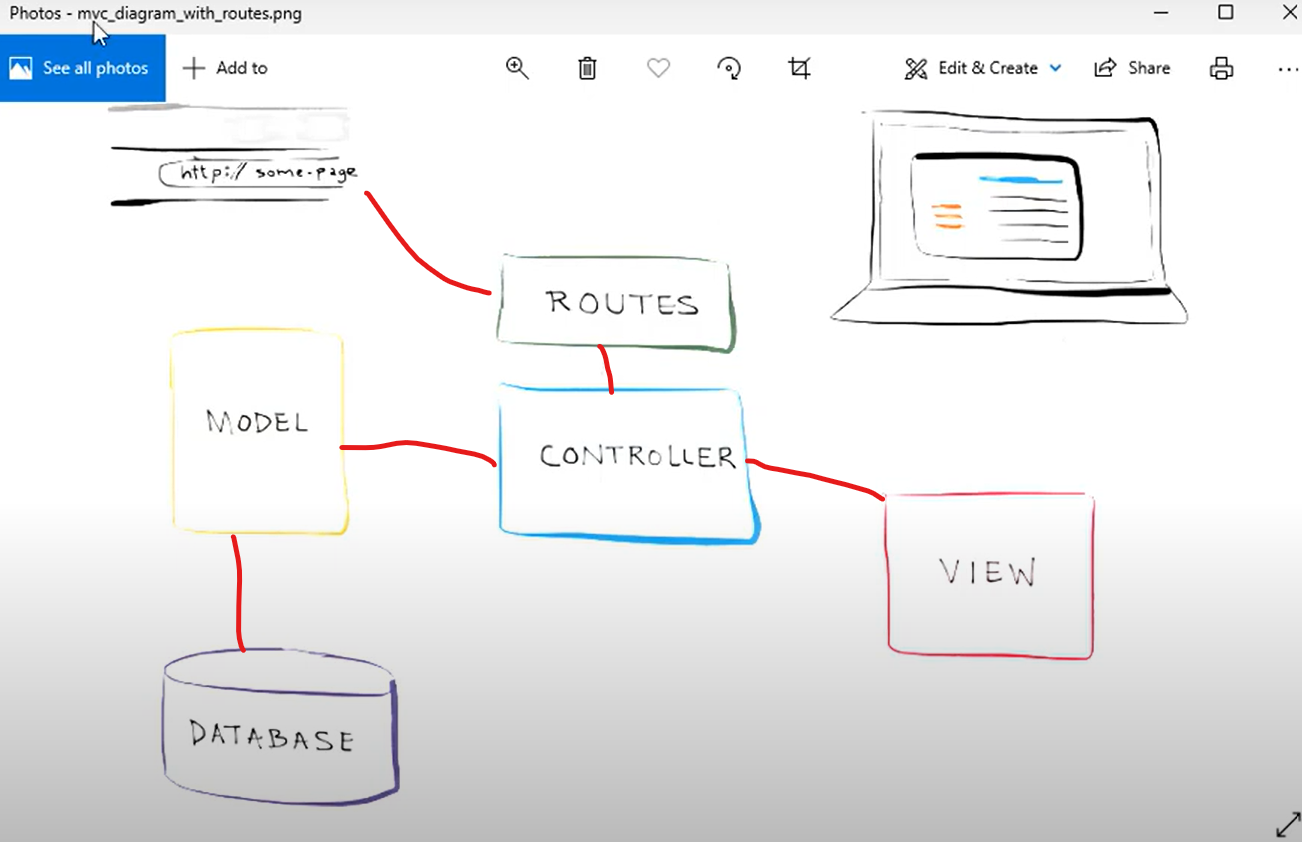 Photos - mvc_diagram_with_routes.png
See all photos
Add to
Edit & Create
Share
http:// some-page
ROUTES
MODEL
CONTROLLER
VIEW
DATABASE